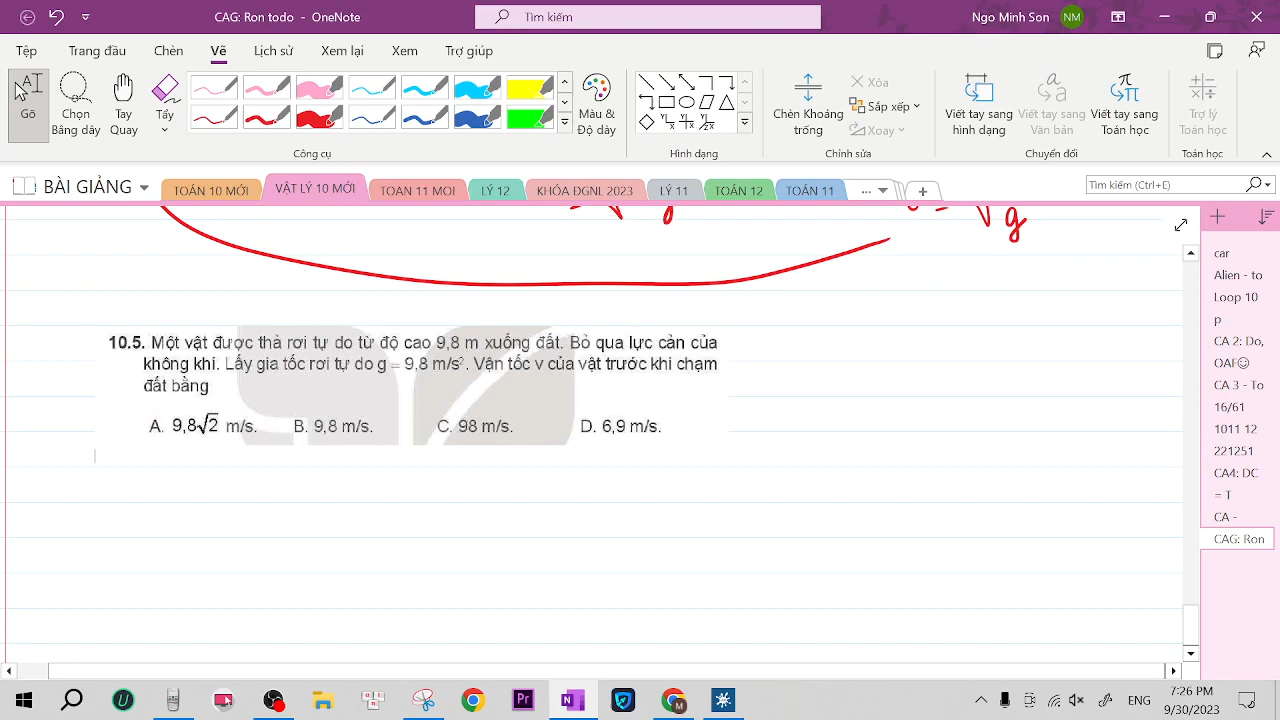 CAG: Ron todo - OneNote
Tìm kiếm
Ngo Minh Son
NM
Tệp
Trang đầu
Chèn
Vẽ
Lịch sử
Xem lại
Xem
Trợ giúp
Gõ
Chọn
Bằng dây
Tay
Quay
Màu &
Độ dày
Chèn Khoảng
trống
Xóa
Sắp xếp
Xoay
Viết tay sang
hình dạng
Viết tay sang
Văn bản
Viết tay sang
Toán học
Trợ lý
Toán học
Công cụ
Hình dạng
Chỉnh sửa
Chuyển đổi
Toán học
BÀI GIẢNG
TOÁN 10 MỚI
VẬT LÝ 10 MỚI
TOAN 11 MOI
LÝ 12
KHÓA ĐGNL 2023
LÝ 11
TOÁN 12
TOÁN 11
...
Tìm kiếm (Ctrl+E)
g
g
10.5. Một vật được thả rơi tự do từ độ cao 9,8 m xuống đất. Bỏ qua lực cản của
không khí. Lấy gia tốc rơi tự do g = 9,8 m/s². Vận tốc v của vật trước khi chạm
đất bằng
A. 9,8√2 m/s. B. 9,8 m/s. C. 98 m/s. D. 6,9 m/s.
car
Alien - to
Loop 10
p
CA 2: Do,
OAF☺
CA 3 - To
16/61
1011 12
221251
CA4: DC
= T
CA -
CAG: Ron
ENG
7:26 PM
9/30/2023